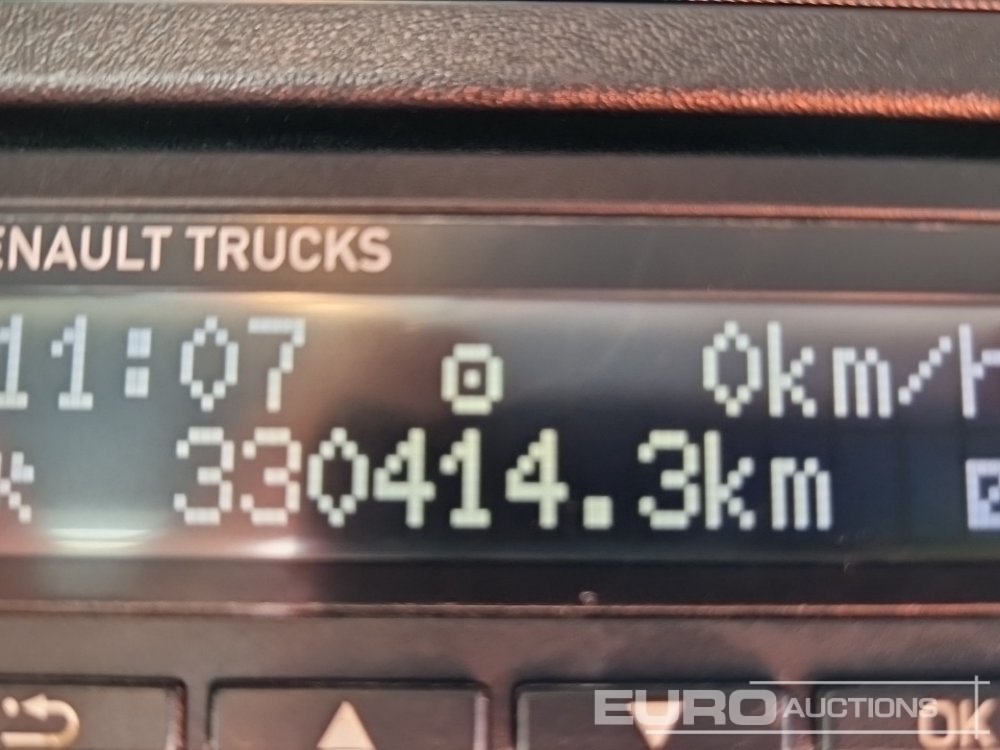 ENAULT TRUCKS
11:07 0km/h
330414.3km
OK
EURO AUCTIONS